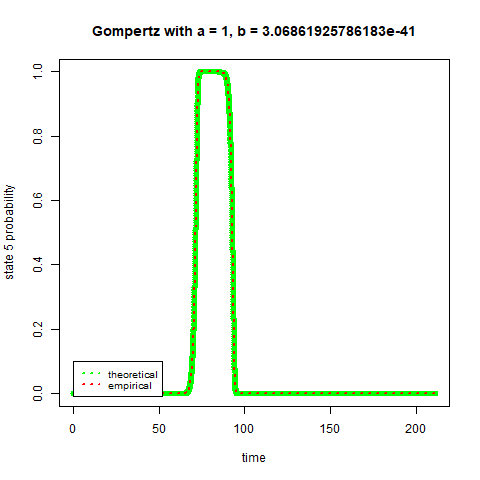 Gompertz with a = 1, b = 3.06861925786183e-41
state 5 probability
1.0
0.8
0.6
0.4
0.2
0.0
theoretical
empirical
0 50 100 150 200
time